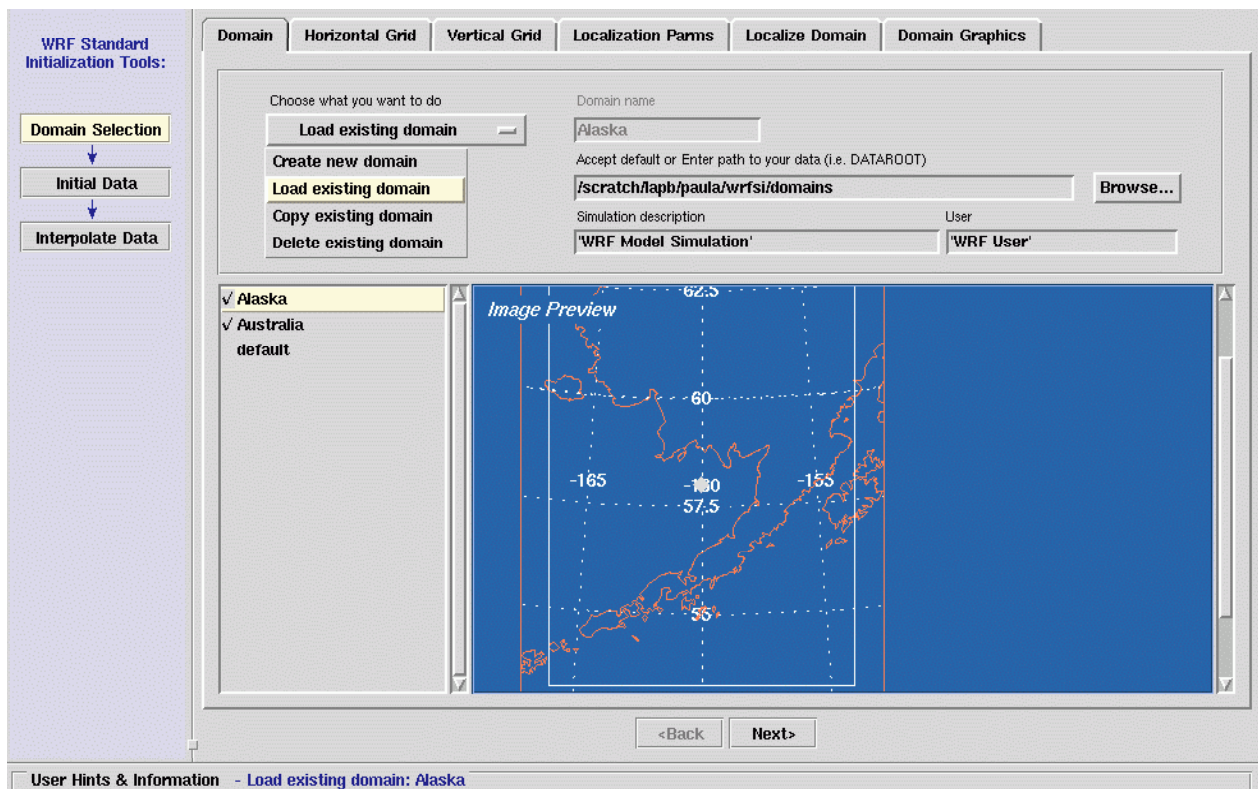 WRF Standard
Initialization Tools:
Domain Selection
Initial Data
Interpolate Data
Domain
Horizontal Grid
Vertical Grid
Localization Parms
Localize Domain
Domain Graphics
Choose what you want to do
Load existing domain
Create new domain
Load existing domain
Copy existing domain
Delete existing domain
Domain name
Alaska
Accept default or Enter path to your data (i.e. DATAROOT)
/scratch/lapb/paula/wrfsi/domains
Browse...
Simulation description
User
'WRF Model Simulation'
'WRF User'
√ Alaska
√ Australia
default
Image Preview
62.5
60
-165
-160
-155
57.5
55
<Back
Next>
User Hints & Information - Load existing domain: Alaska